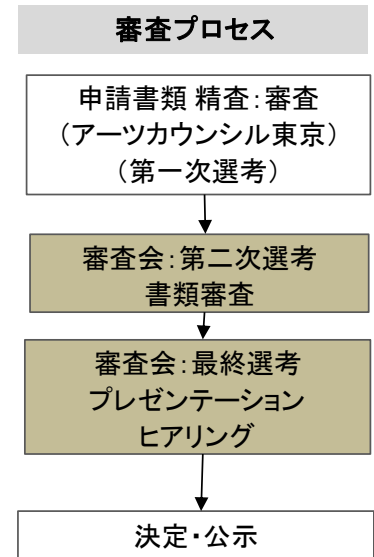 審査プロセス
申請書類 精査：審査
（アーツカウンシル東京）
（第一次選考）
審査会：第二次選考
書類審査
審査会：最終選考
プレゼンテーション
ヒアリング
決定・公示